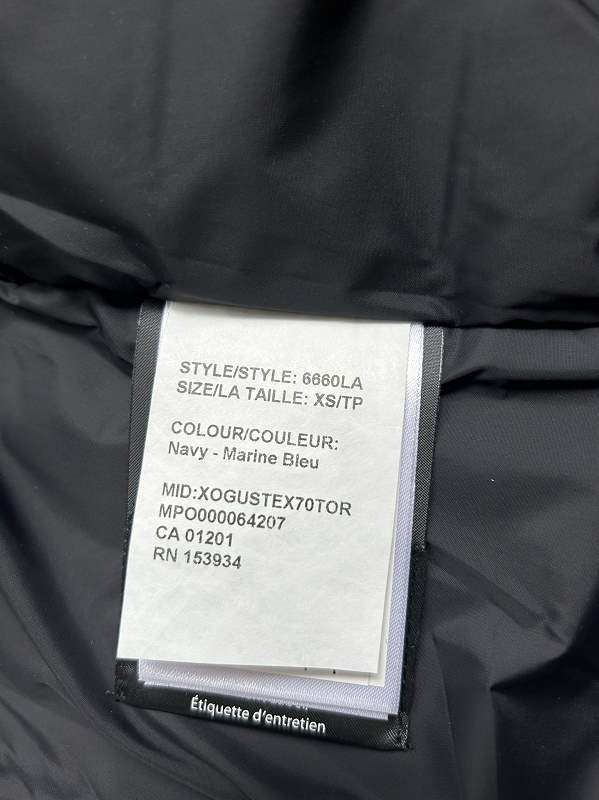 STYLE/STYLE: 6660LA
SIZE/LA TAILLE: XS/TP
COLOUR/COULEUR:
Navy - Marine Bleu
MID:XOGUSTEX70TOR
MPO000064207
CA 01201
RN 153934
Étiquette d'entretien